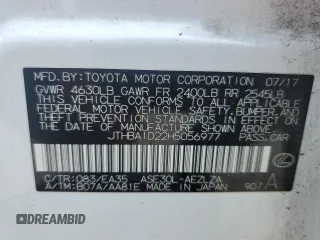 MFD. BY: TOYOTA MOTOR CORPORATION 07/17
GVWR 4630LB GAWR FR 2400LB RR 2545LB
THIS VEHICLE CONFORMS TO ALL APPLICABLE
FEDERAL MOTOR VEHICLE SAFETY, BUMPER, AND
THEFT PREVENTION STANDARDS IN EFFECT ON
THE DATE OF MANUFACTURE SHOWN ABOVE.
JTHBA1D22H5056977 PASS.CAR
C/TR: 083/EA35 ASE30L-AEZLZA
A/TM: B07A/AA81E MADE IN JAPAN 907 A